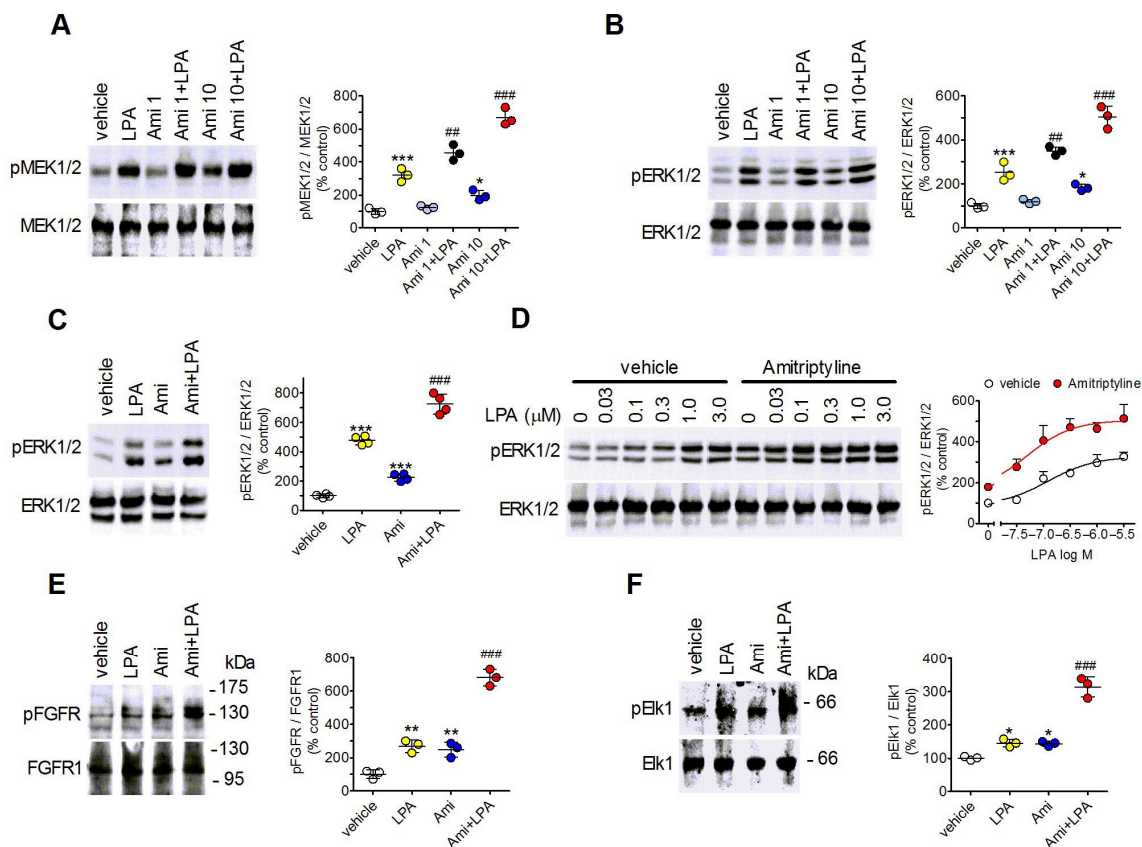 A
vehicle
LPA
Ami 1
Ami 1+LPA
Ami 10
Ami 10+LPA
pMEK1/2
MEK1/2
pMEK1/2 / MEK1/2
(% control)
800
600
400
200
0
***
##
*
###
vehicle
LPA
Ami 1
Ami 1+LPA
Ami 10
Ami 10+LPA
B
vehicle
LPA
Ami 1
Ami 1+LPA
Ami 10
Ami 10+LPA
pERK1/2
ERK1/2
pERK1/2 / ERK1/2
(% control)
600
400
200
0
***
##
*
###
vehicle
LPA
Ami 1
Ami 1+LPA
Ami 10
Ami 10+LPA
C
vehicle
LPA
Ami
Ami+LPA
pERK1/2
ERK1/2
pERK1/2 / ERK1/2
(% control)
800
600
400
200
0
***
***
###
vehicle
LPA
Ami
Ami+LPA
D
vehicle
Amitriptyline
LPA (μM)
0 0.03 0.1 0.3 1.0 3.0 0 0.03 0.1 0.3 1.0 3.0
pERK1/2
ERK1/2
vehicle
Amitriptyline
pERK1/2 / ERK1/2
(% control)
600
400
200
0
0 −7.5 −7.0 −6.5 −6.0 −5.5
LPA log M
E
vehicle
LPA
Ami
Ami+LPA
kDa
- 175
pFGFR
- 130
- 130
FGFR1
- 95
pFGFR / FGFR1
(% control)
800
600
400
200
0
**
**
###
vehicle
LPA
Ami
Ami+LPA
F
vehicle
LPA
Ami
Ami+LPA
kDa
pElk1
- 66
Elk1
- 66
pElk1 / Elk1
(% control)
400
300
200
100
0
*
*
###
vehicle
LPA
Ami
Ami+LPA